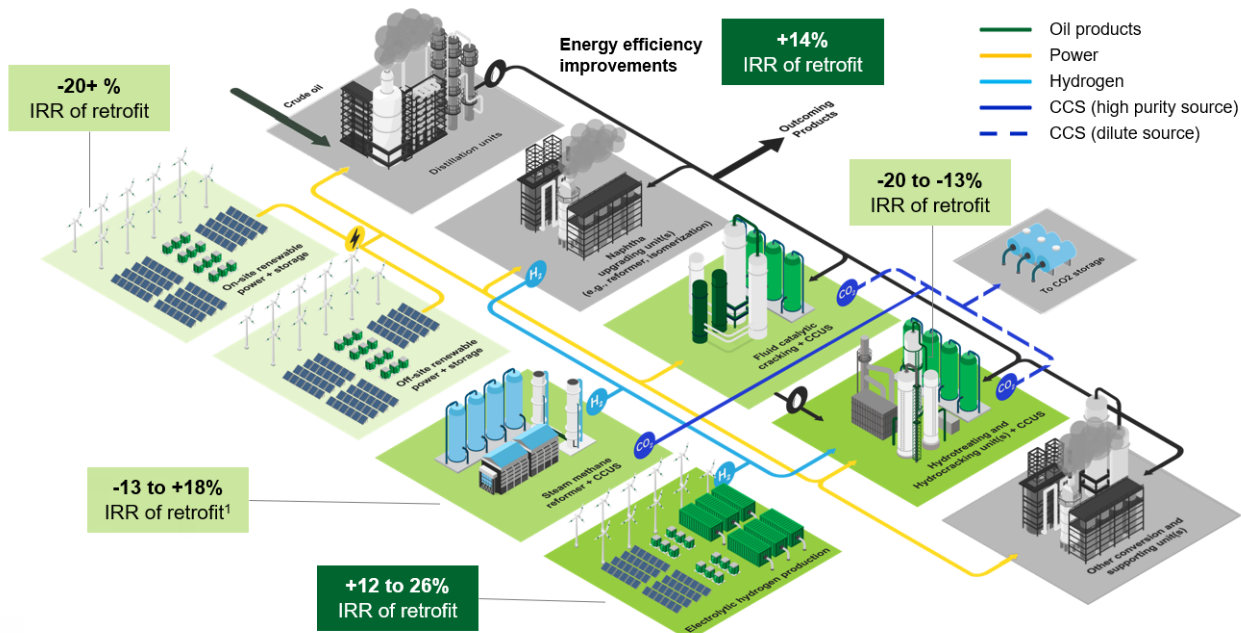 Energy efficiency
improvements
+14%
IRR of retrofit
Oil products
Power
Hydrogen
CCS (high purity source)
CCS (dilute source)
-20+ %
IRR of retrofit
Crude oil
Distillation units
Outcoming
Products
-20 to -13%
IRR of retrofit
Naphtha
upgrading unit(s)
(e.g., reformer, isomerization)
To CO2 storage
On-site renewable
power + storage
H2
CO2
Off-site renewable
power + storage
Fluid catalytic
cracking + CCUS
H2
CO2
CO2
Hydrotreating and
Hydrocracking unit(s) + CCUS
Steam methane
reformer + CCUS
H2
-13 to +18%
IRR of retrofit1
Other conversion and
supporting unit(s)
+12 to 26%
IRR of retrofit
Electrolytic hydrogen production